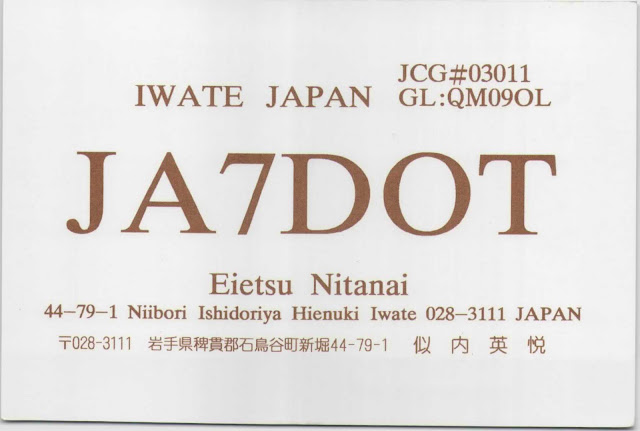 JCG#03011
IWATE JAPAN GL:QM09OL
JA7DOT
Eietsu Nitanai
44-79-1 Niibori Ishidoriya Hienuki Iwate 028-3111 JAPAN
〒028-3111 岩手県稗貫郡石鳥谷町新堀44-79-1 似内英悦